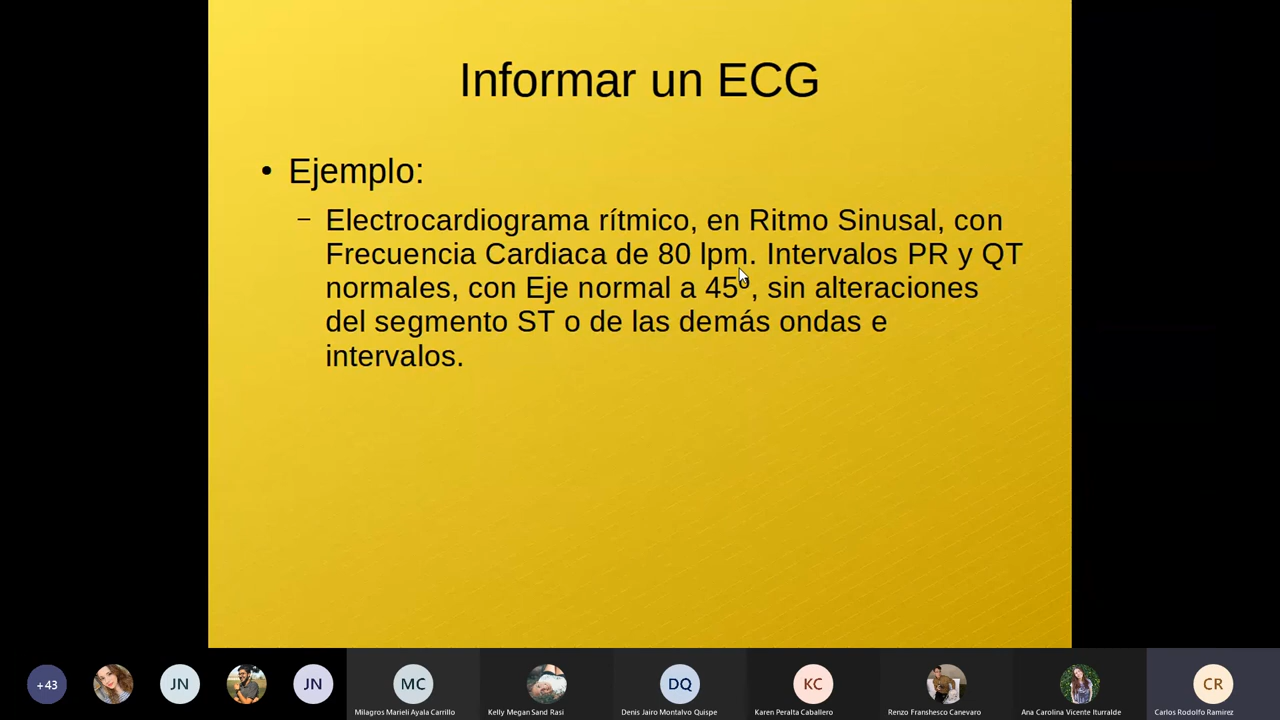 Informar un ECG
• Ejemplo:
– Electrocardiograma rítmico, en Ritmo Sinusal, con
Frecuencia Cardiaca de 80 lpm. Intervalos PR y QT
normales, con Eje normal a 45º, sin alteraciones
del segmento ST o de las demás ondas e
intervalos.
+43
JN
JN
MC
DQ
KC
CR
Milagros Marieli Ayala Carrillo
Kelly Megan Sand Rasi
Denis Jairo Montalvo Quispe
Karen Peralta Caballero
Renzo Franshesco Canevaro
Ana Carolina Vicente Iturralde
Carlos Rodolfo Ramirez